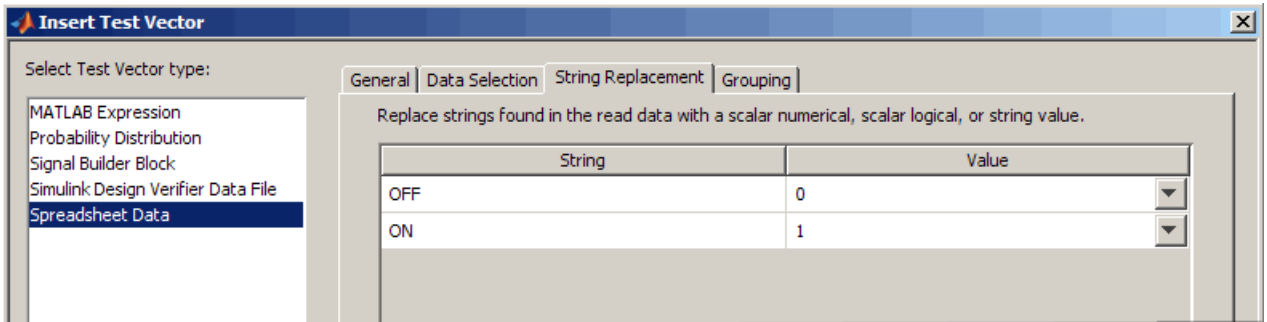 Insert Test Vector
Select Test Vector type:
MATLAB Expression
Probability Distribution
Signal Builder Block
Simulink Design Verifier Data File
Spreadsheet Data
General Data Selection String Replacement Grouping
Replace strings found in the read data with a scalar numerical, scalar logical, or string value.
String Value
OFF 0
ON 1